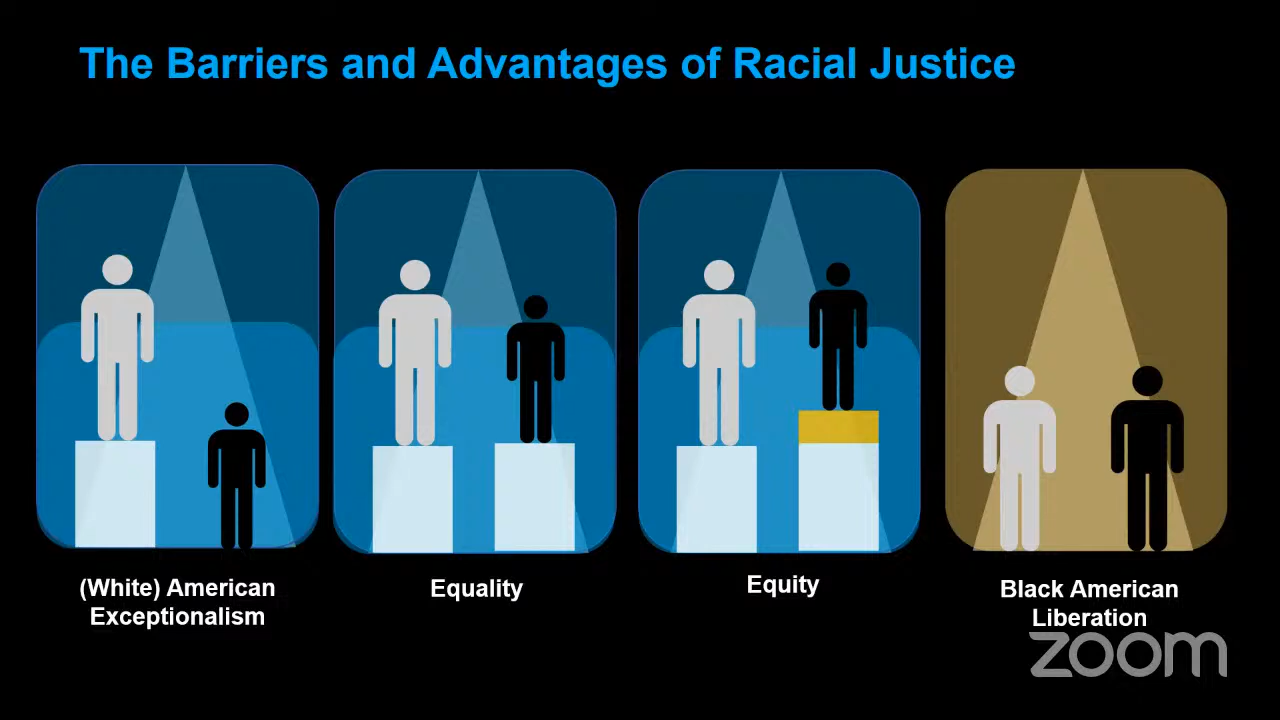 The Barriers and Advantages of Racial Justice
(White) American
Exceptionalism
Equality
Equity
Black American
Liberation
zoom